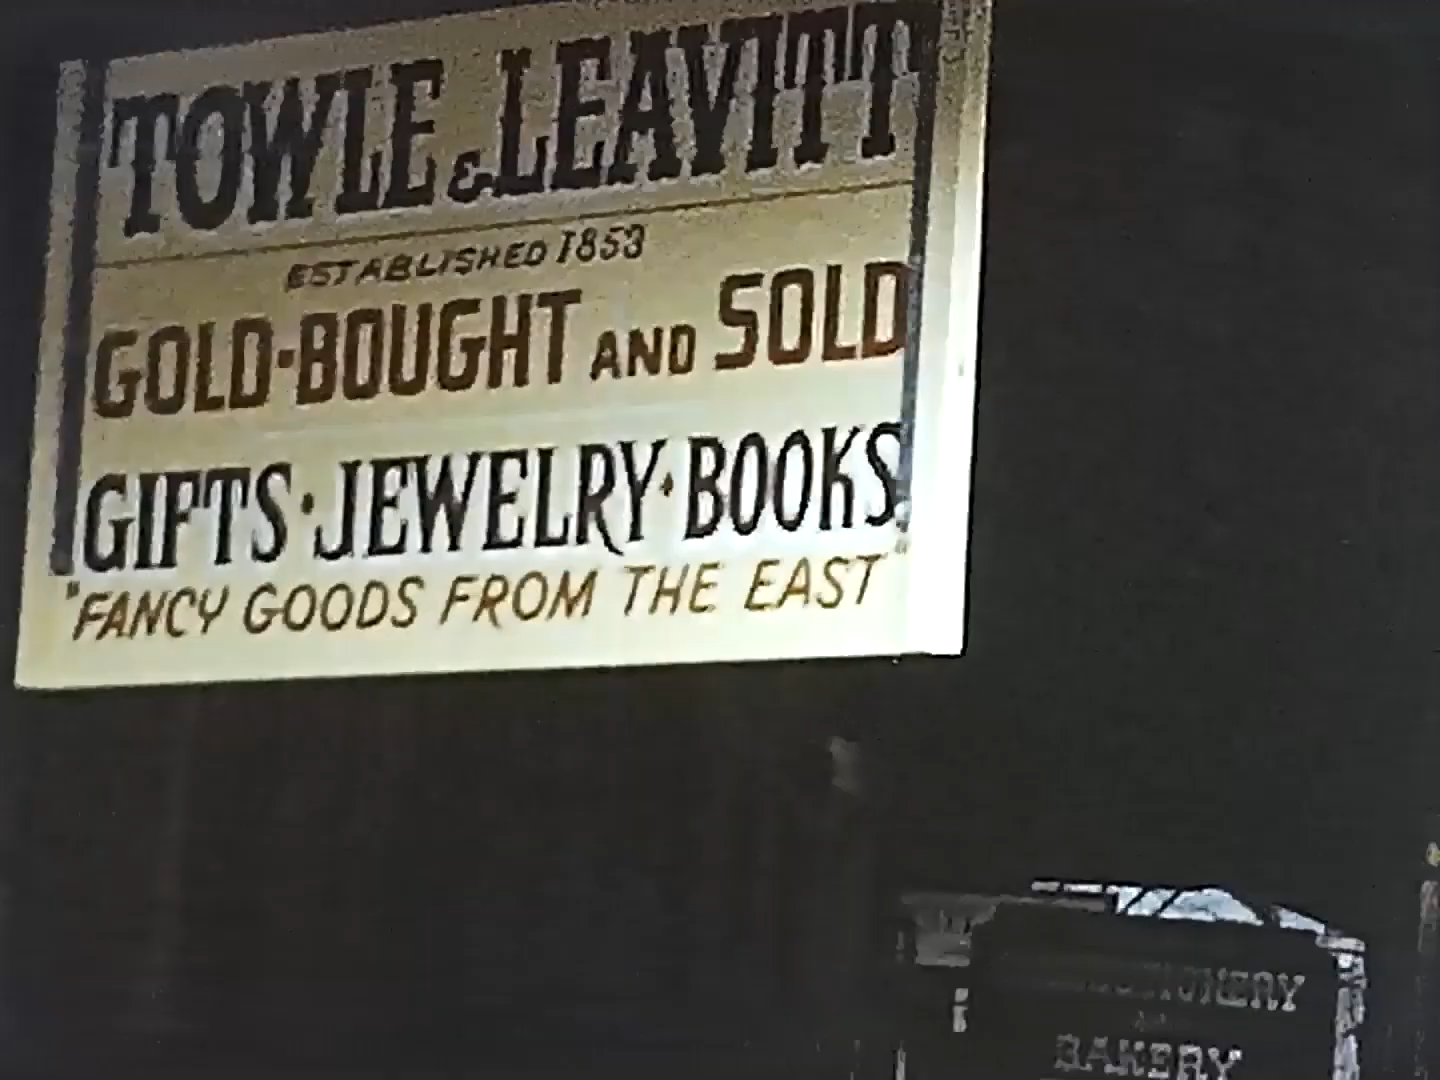 TOWLE & LEAVITT
ESTABLISHED 1853
GOLD·BOUGHT AND SOLD
GIFTS·JEWELRY·BOOKS
"FANCY GOODS FROM THE EAST"
BAKERY